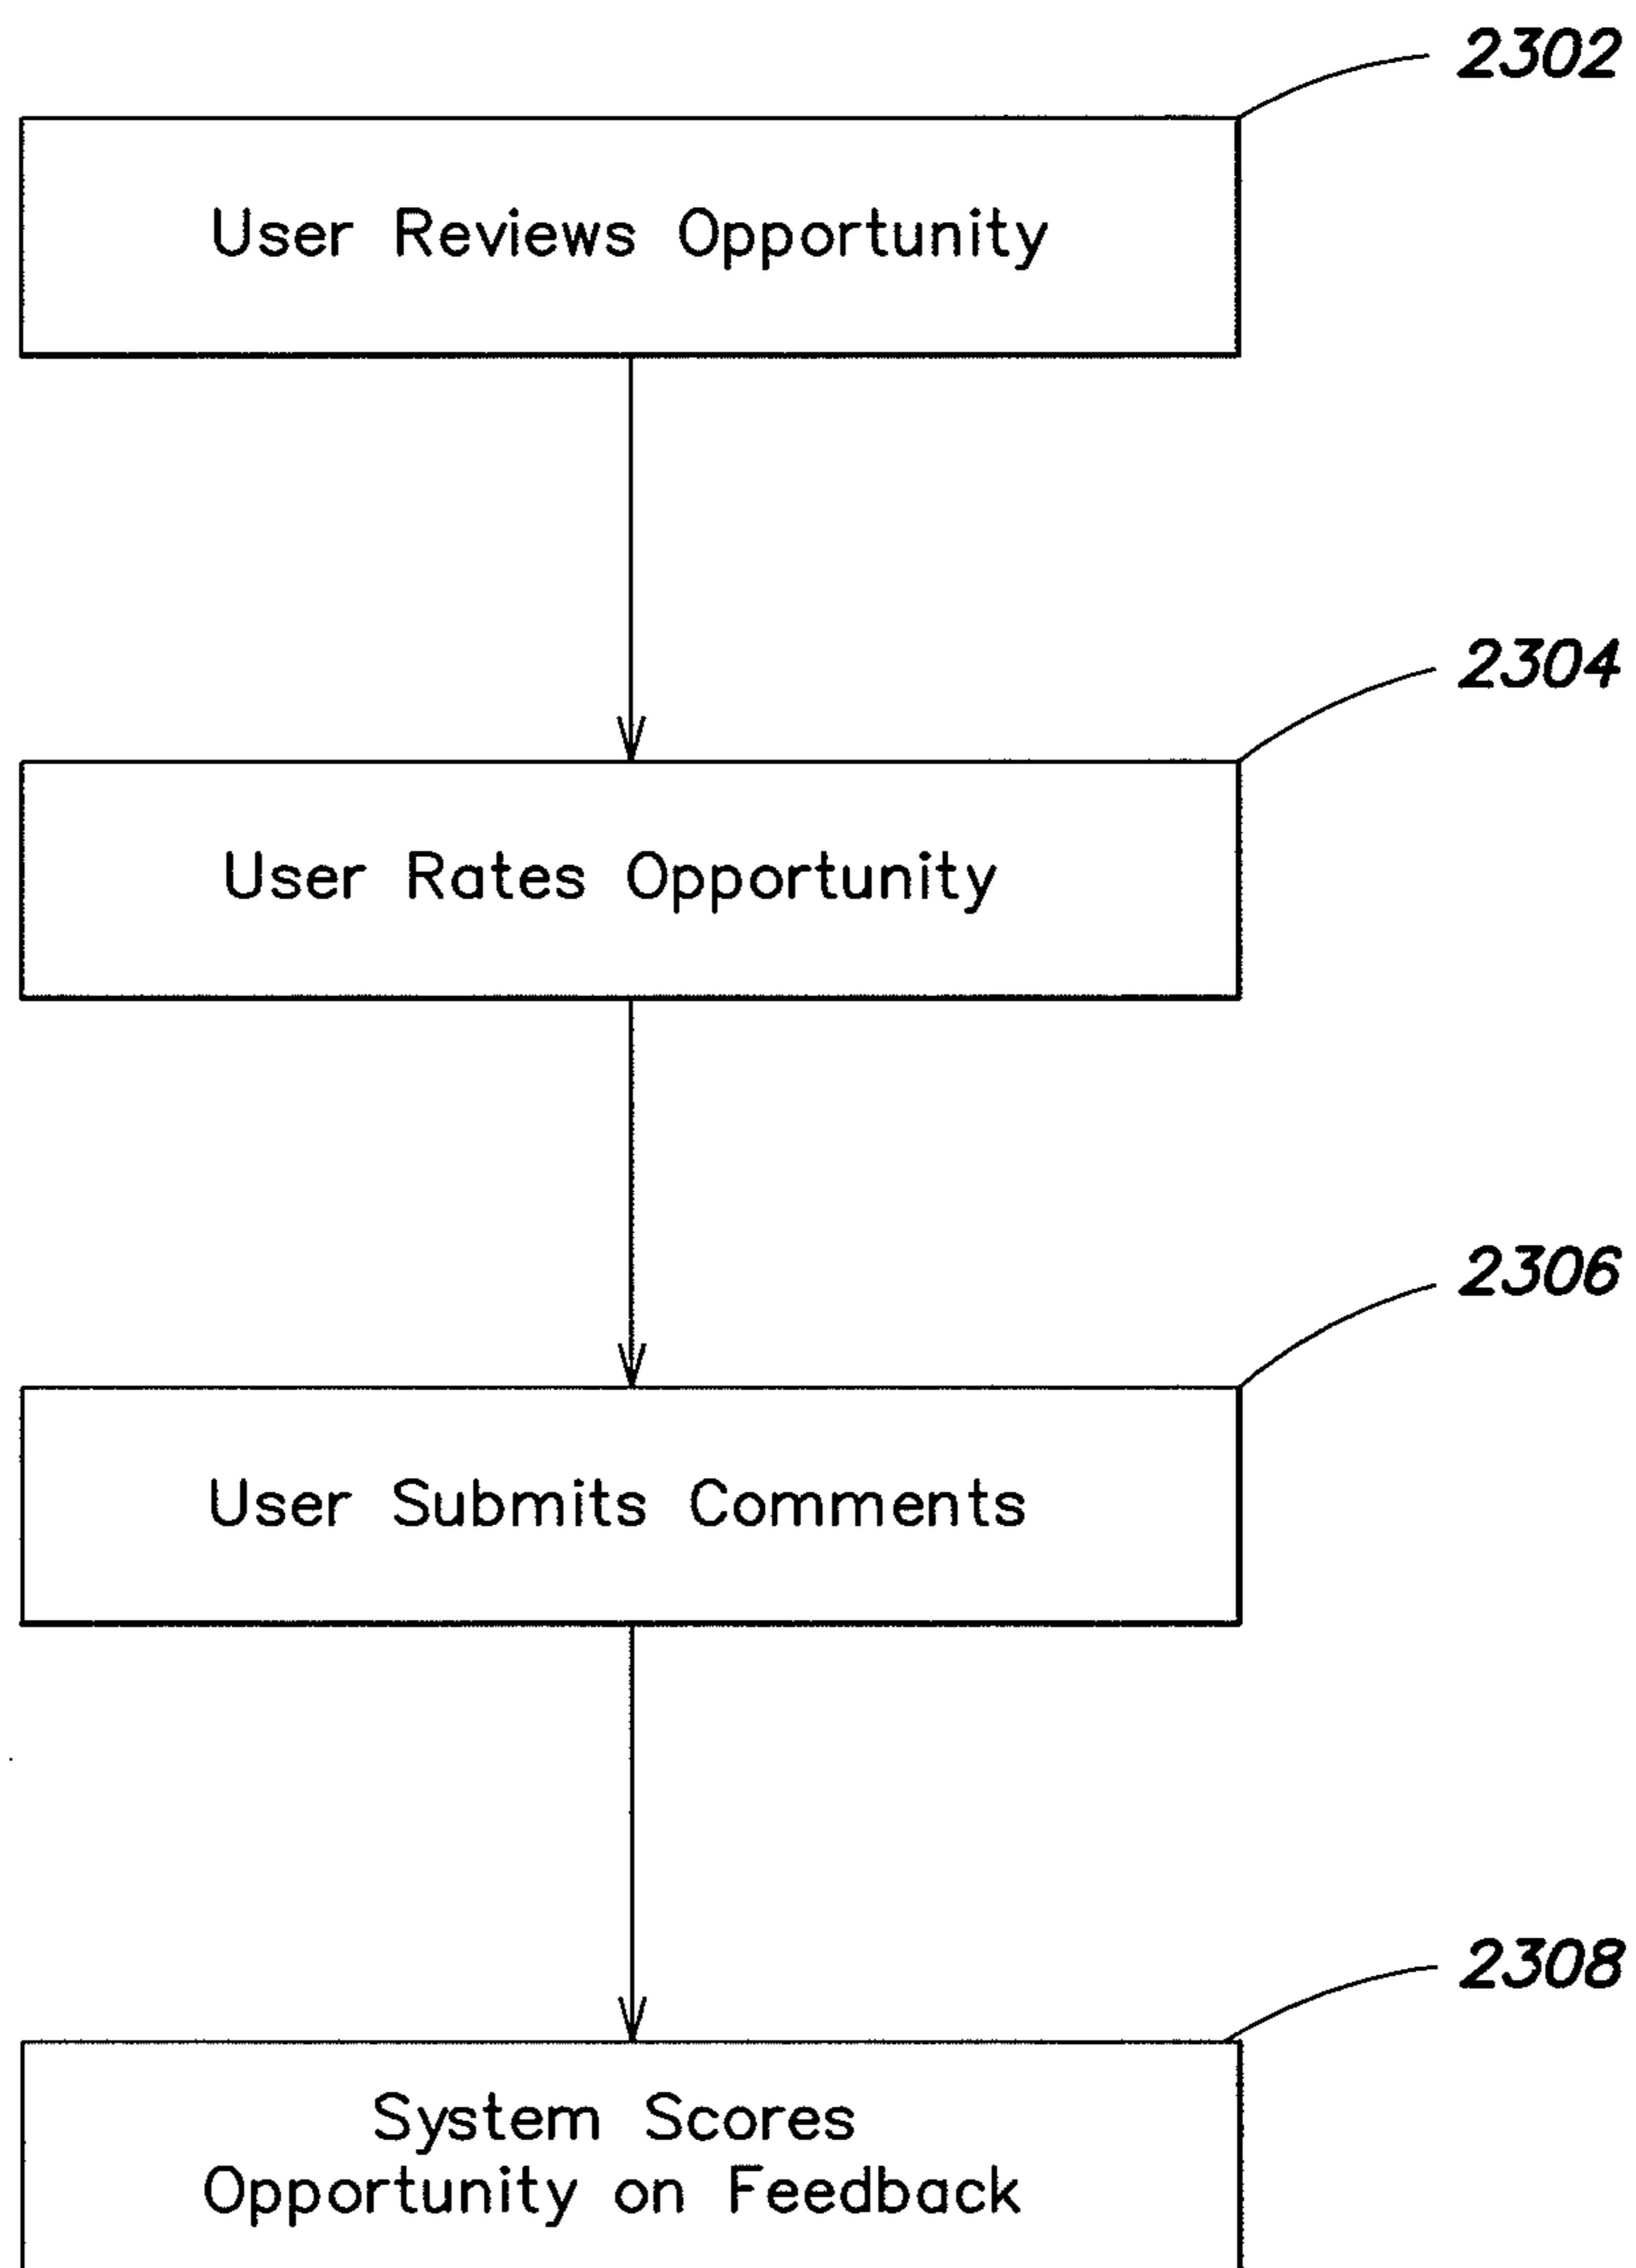 2302
User Reviews Opportunity
2304
User Rates Opportunity
2306
User Submits Comments
2308
System Scores
Opportunity on Feedback